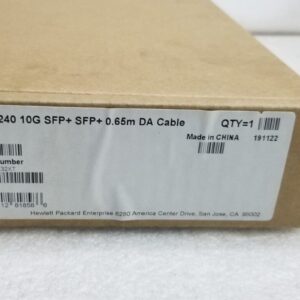 240 10G SFP+ SFP+ 0.65m DA Cable QTY=1
Made in CHINA 191122
umber
Hewlett Packard Enterprise 6280 America Center Drive, San Jose, CA 95002